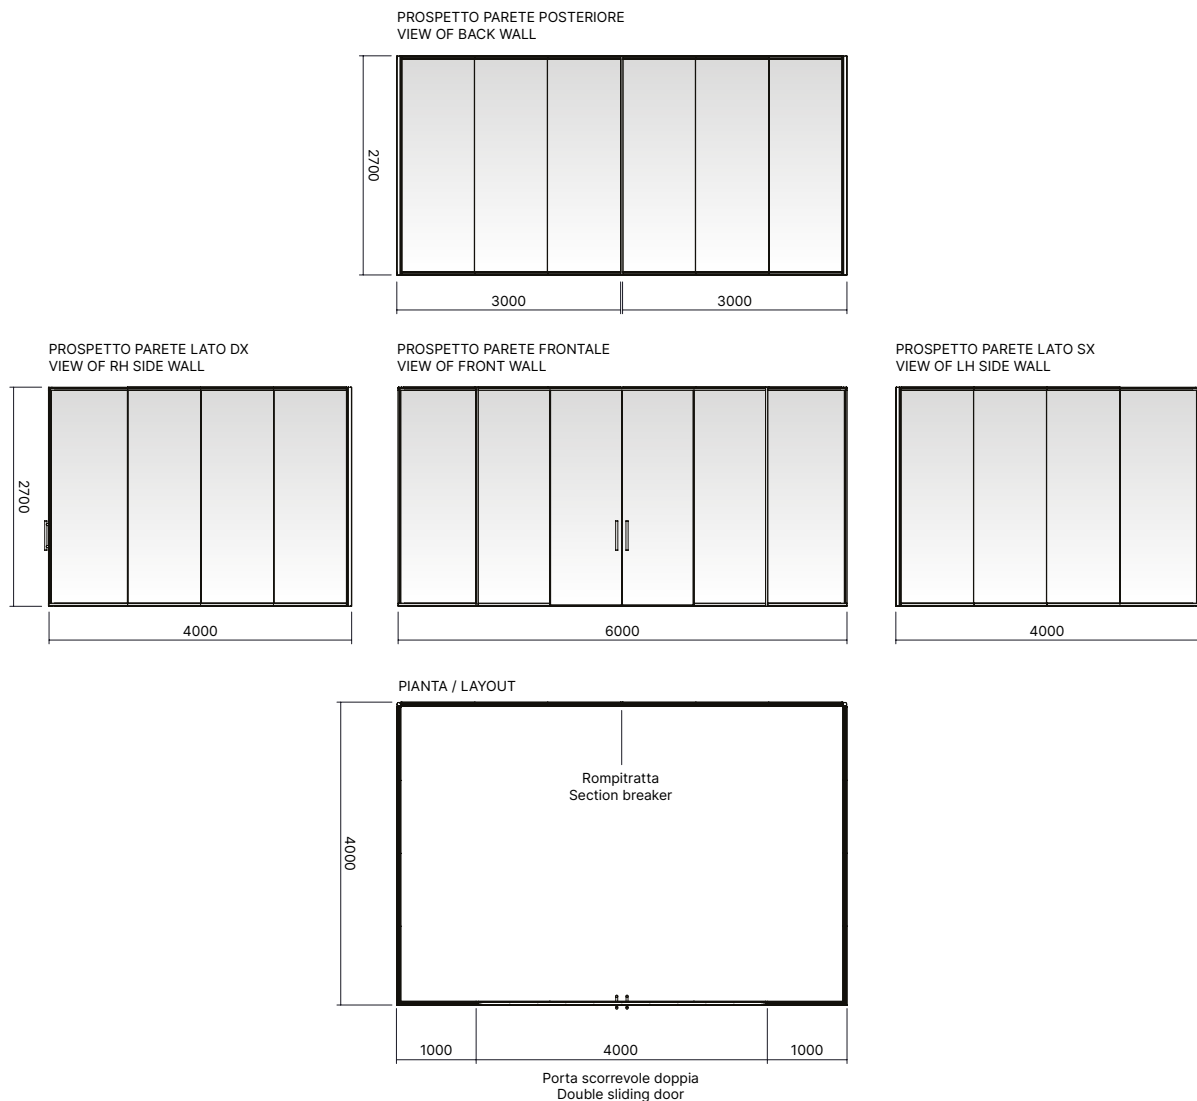 PROSPETTO PARETE POSTERIORE
VIEW OF BACK WALL
2700
3000
3000
PROSPETTO PARETE LATO DX
VIEW OF RH SIDE WALL
PROSPETTO PARETE FRONTALE
VIEW OF FRONT WALL
PROSPETTO PARETE LATO SX
VIEW OF LH SIDE WALL
2700
4000
6000
4000
PIANTA / LAYOUT
Rompitratta
Section breaker
4000
1000
4000
1000
Porta scorrevole doppia
Double sliding door